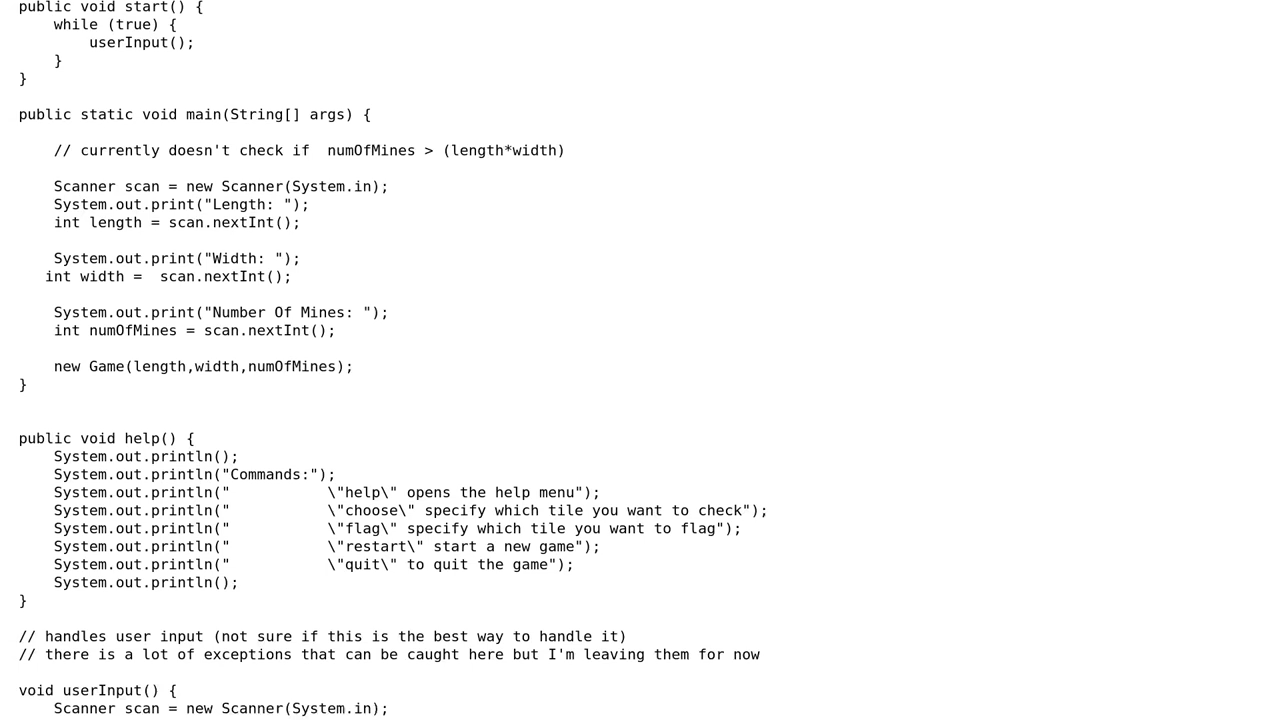 public void start() {
    while (true) {
        userInput();
    }
}

public static void main(String[] args) {

    // currently doesn't check if  numOfMines > (length*width)

    Scanner scan = new Scanner(System.in);
    System.out.print("Length: ");
    int length = scan.nextInt();

    System.out.print("Width: ");
   int width =  scan.nextInt();

    System.out.print("Number Of Mines: ");
    int numOfMines = scan.nextInt();

    new Game(length,width,numOfMines);
}


public void help() {
    System.out.println();
    System.out.println("Commands:");
    System.out.println("           \"help\" opens the help menu");
    System.out.println("           \"choose\" specify which tile you want to check");
    System.out.println("           \"flag\" specify which tile you want to flag");
    System.out.println("           \"restart\" start a new game");
    System.out.println("           \"quit\" to quit the game");
    System.out.println();
}

// handles user input (not sure if this is the best way to handle it)
// there is a lot of exceptions that can be caught here but I'm leaving them for now

void userInput() {
    Scanner scan = new Scanner(System.in);